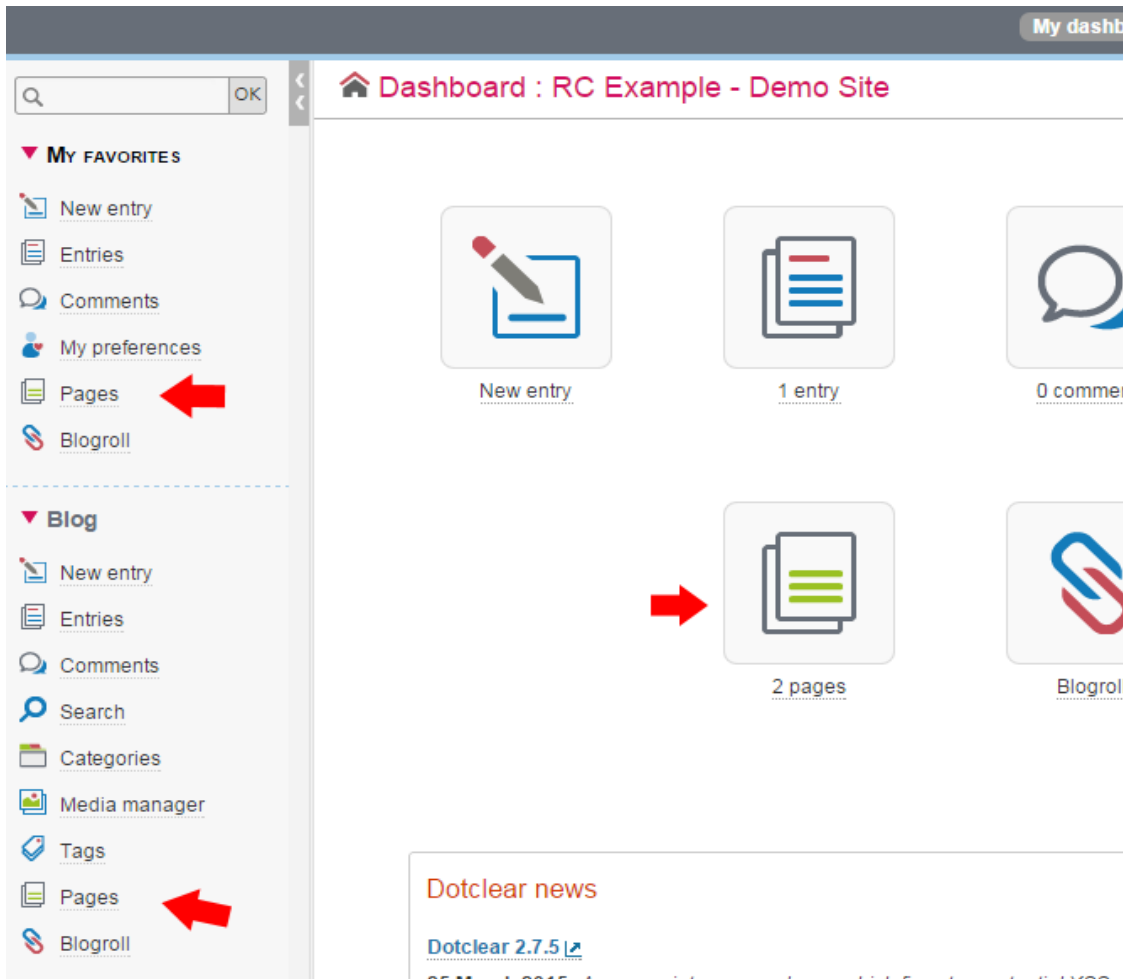 My dashb
OK
Dashboard : RC Example - Demo Site
MY FAVORITES
New entry
Entries
Comments
My preferences
Pages
Blogroll
Blog
New entry
Entries
Comments
Search
Categories
Media manager
Tags
Pages
Blogroll
New entry
1 entry
0 commen
2 pages
Blogroll
Dotclear news
Dotclear 2.7.5